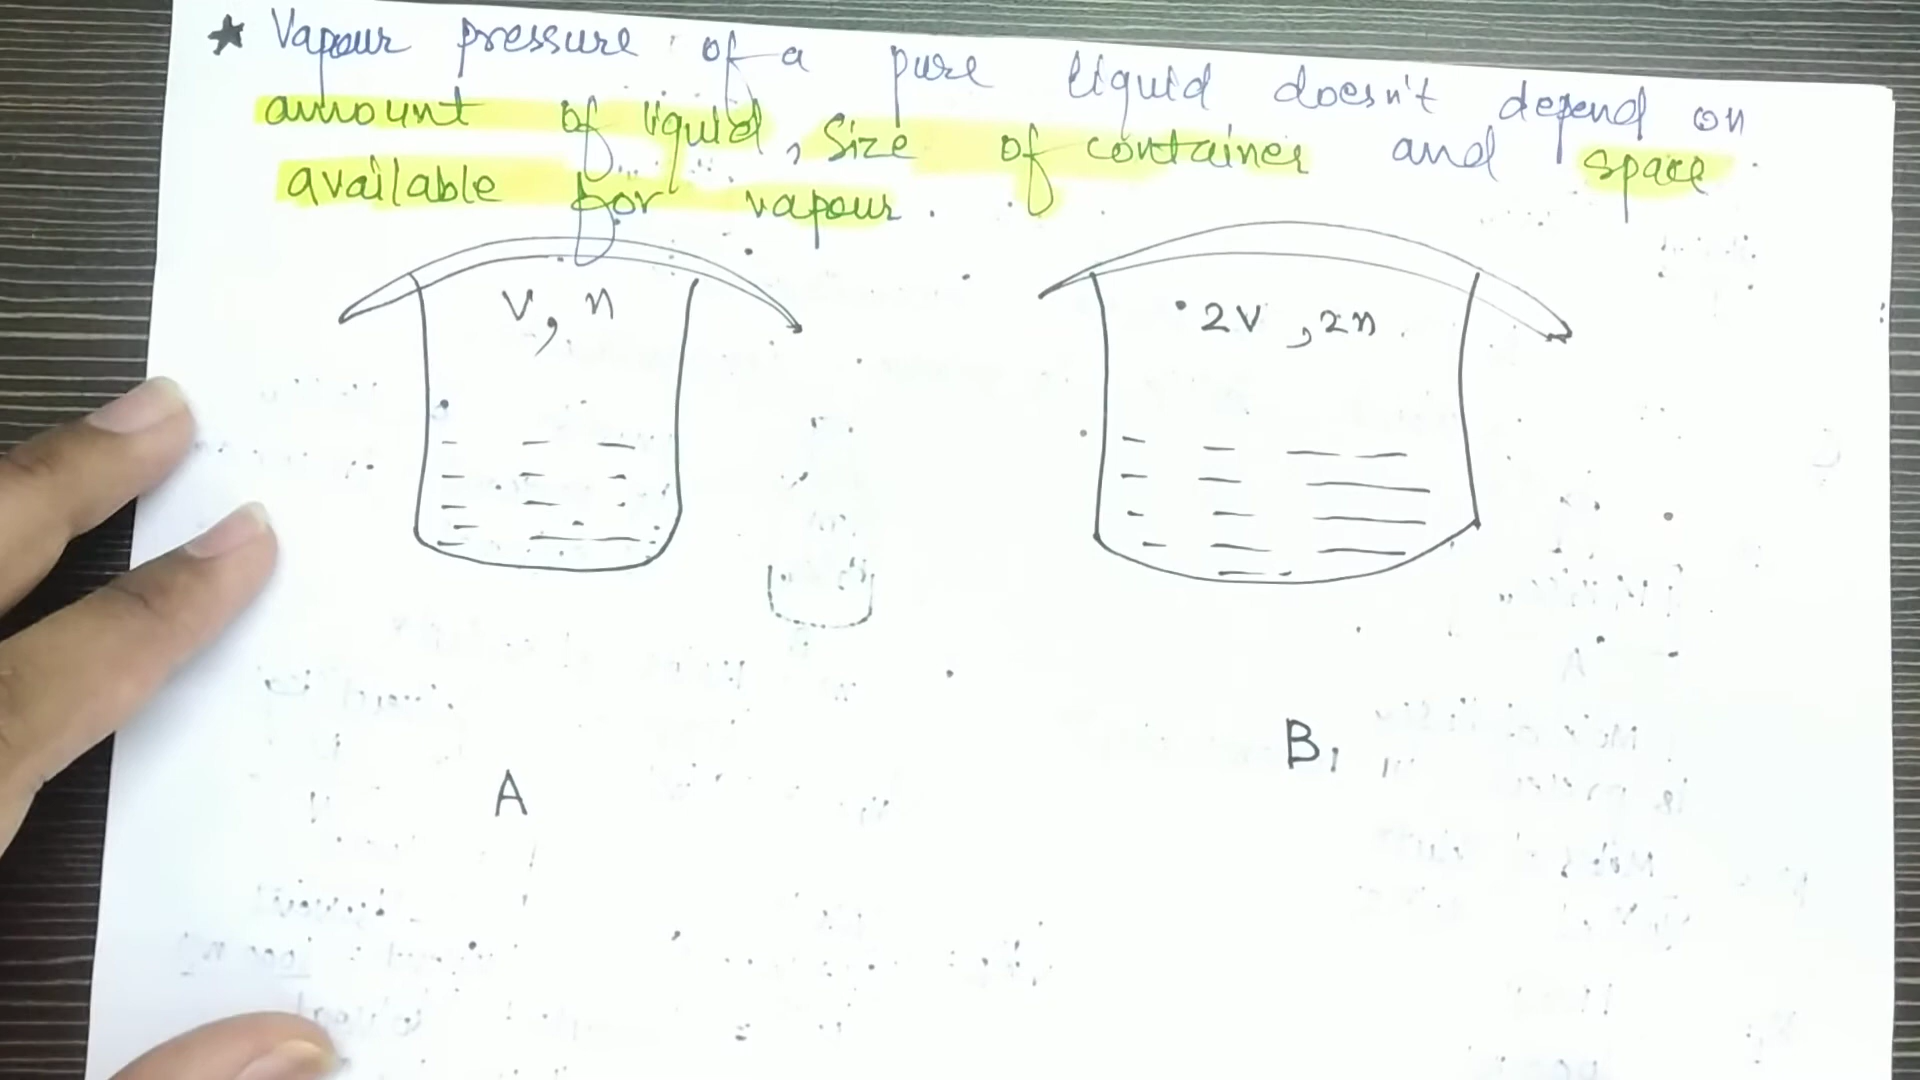 ★ Vapour pressure of a pure liquid doesn't depend on
amount of liquid, Size of container and space
available for vapour.
V, n
2V, 2n
A
B